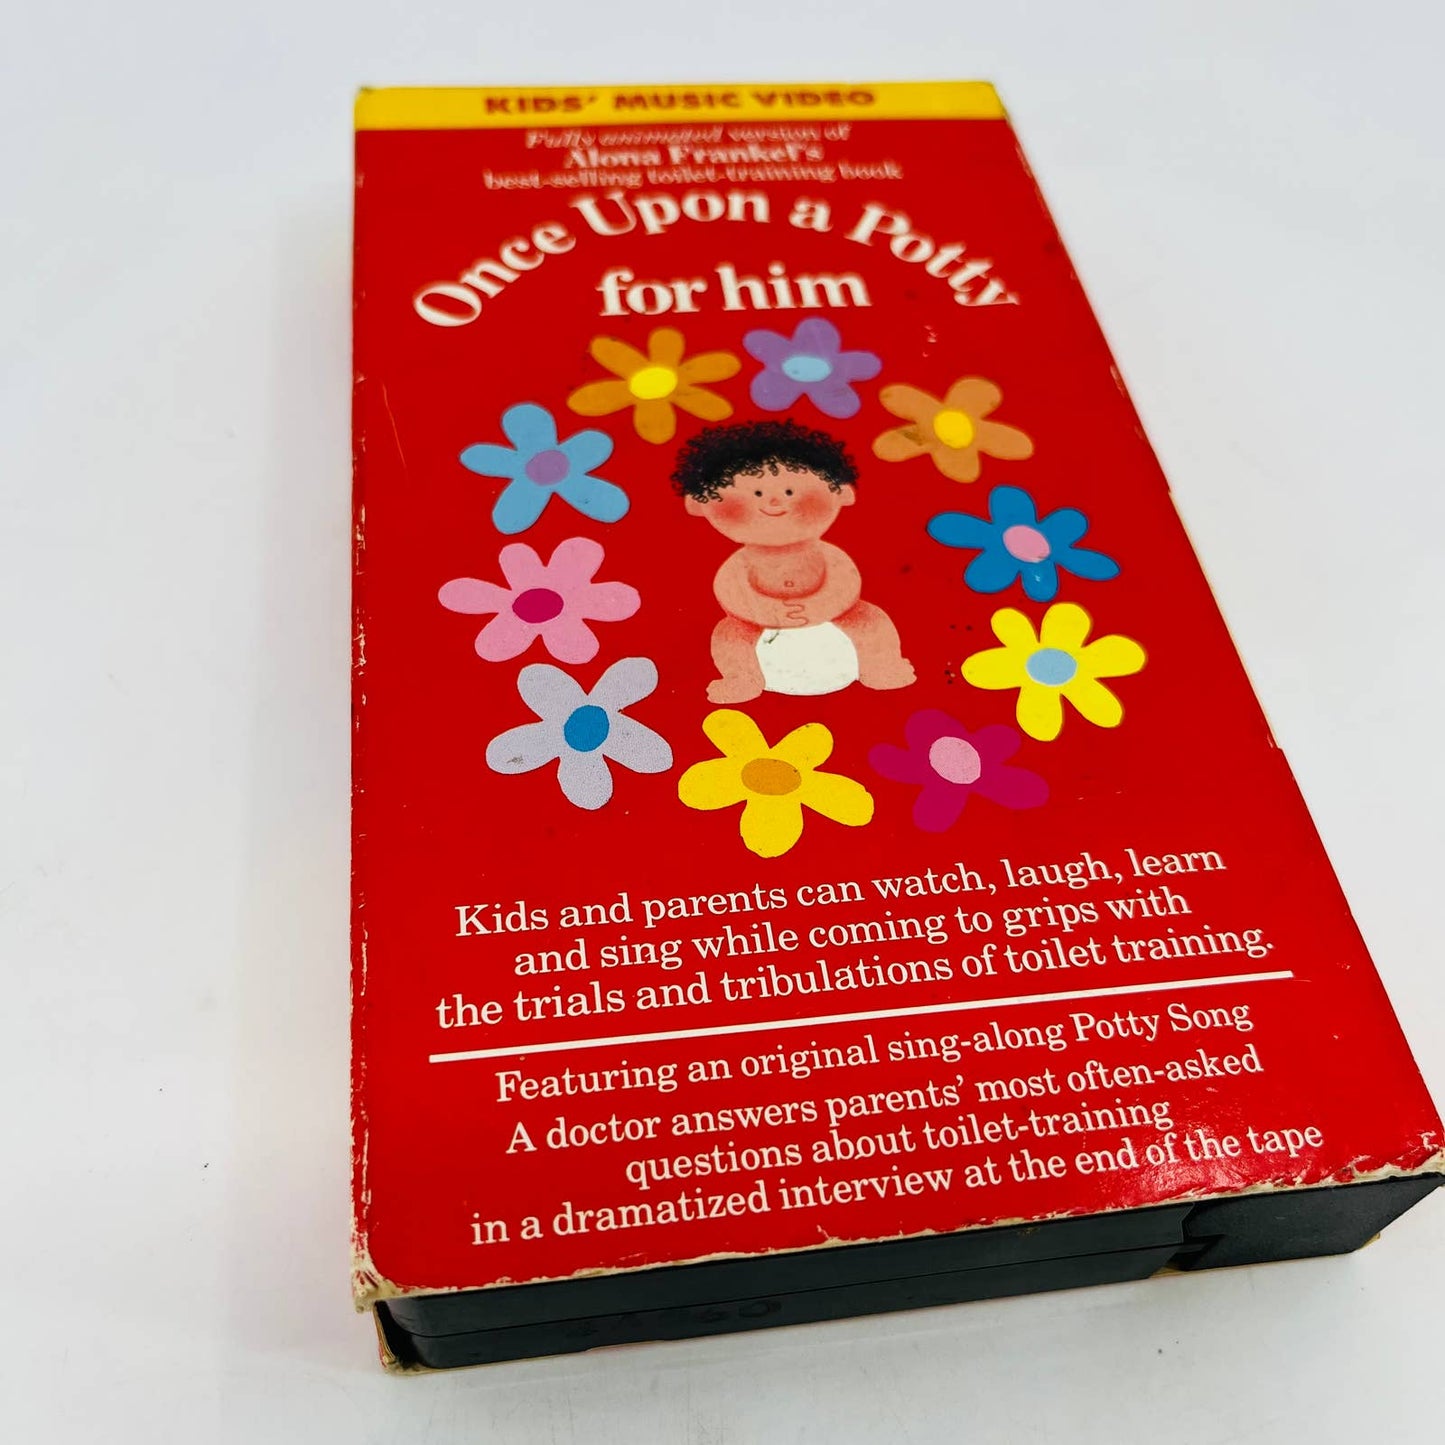 KIDS' MUSIC VIDEO
Fully animated version of
Alona Frankel's
best-selling toilet-training book
Once Upon a Potty
for him
Kids and parents can watch, laugh, learn
and sing while coming to grips with
the trials and tribulations of toilet training.
Featuring an original sing-along Potty Song
A doctor answers parents' most often-asked
questions about toilet-training
in a dramatized interview at the end of the tape